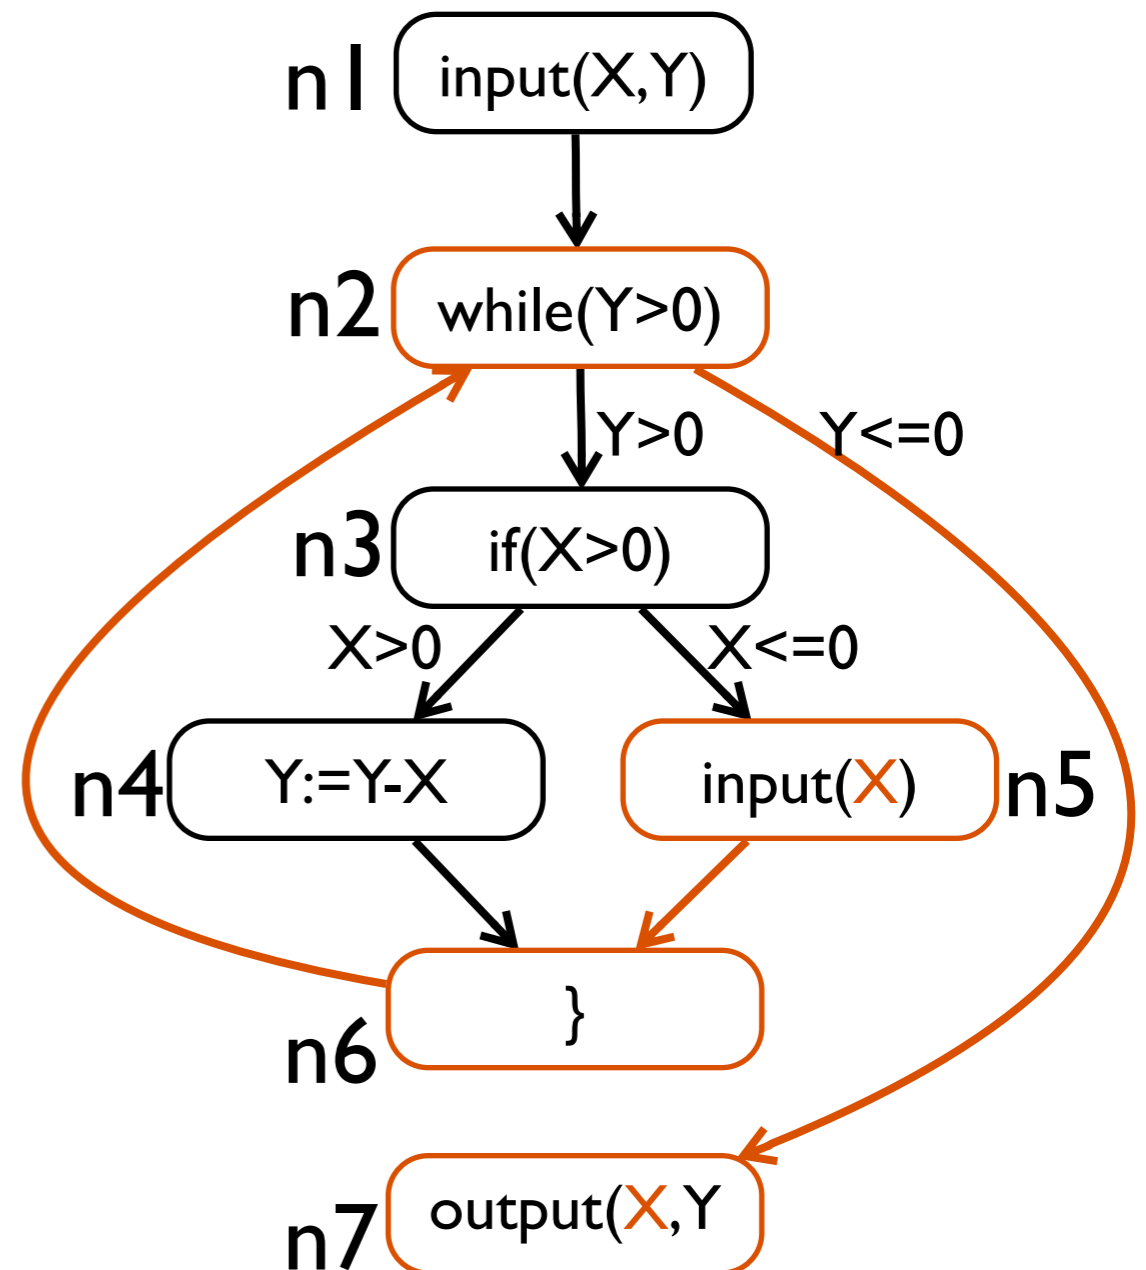 n1 input(X,Y)
n2 while(Y>0)
Y>0 Y<=0
n3 if(X>0)
X>0 X<=0
n4 Y:=Y-X input(X) n5
}
n6
output(X,Y
n7